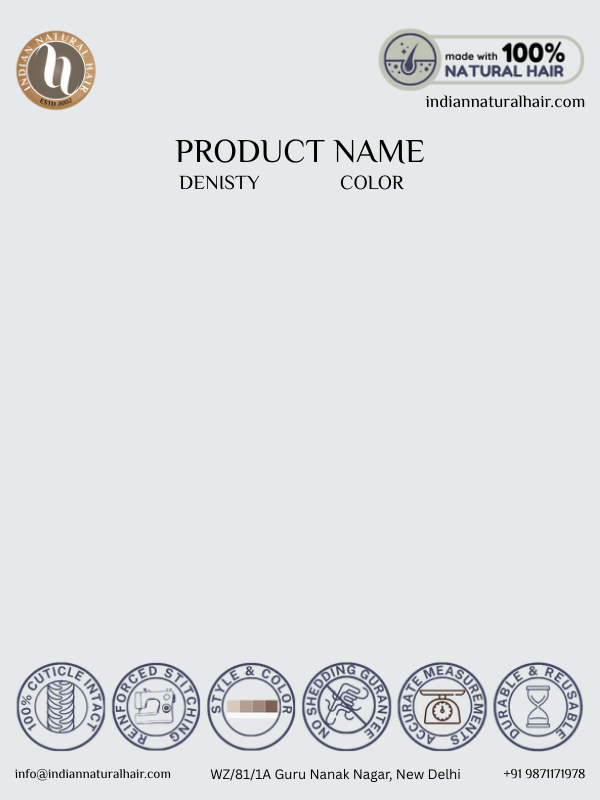 INDIAN NATURAL HAIR
ESTD 2002
made with 100%
NATURAL HAIR
indiannaturalhair.com
PRODUCT NAME
DENISTY COLOR
100% CUTICLE INTACT
REINFORCED STITCHING
STYLE & COLOR
NO SHEDDING GURANTEE
ACCURATE MEASUREMENTS
DURABLE & REUSABLE
info@indiannaturalhair.com WZ/81/1A Guru Nanak Nagar, New Delhi +91 9871171978